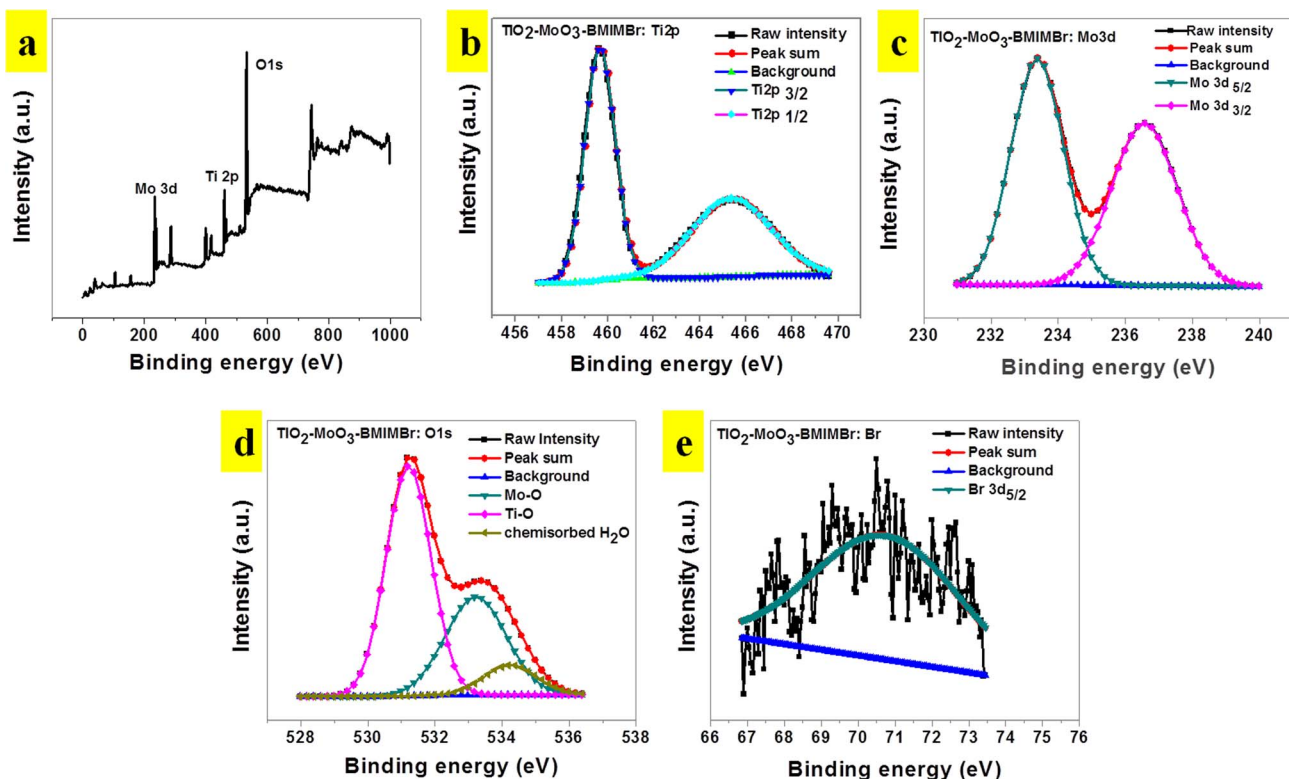 a
O1s
Mo 3d
Ti 2p
Intensity (a.u.)
0 200 400 600 800 1000
Binding energy (eV)
b
TIO2-MoO3-BMIMBr: Ti2p
Raw intensity
Peak sum
Background
Ti2p 3/2
Ti2p 1/2
Intensity (a.u.)
456 458 460 462 464 466 468 470
Binding energy (eV)
c
TIO2-MoO3-BMIMBr: Mo3d
Raw intensity
Peak sum
Background
Mo 3d 5/2
Mo 3d 3/2
Intensity (a.u.)
230 232 234 236 238 240
Binding energy (eV)
d
TIO2-MoO3-BMIMBr: O1s
Raw Intensity
Peak sum
Background
Mo-O
Ti-O
chemisorbed H2O
Intensity (a.u.)
528 530 532 534 536 538
Binding energy (eV)
e
TIO2-MoO3-BMIMBr: Br
Raw intensity
Peak sum
Background
Br 3d5/2
Intensity (a.u.)
66 67 68 69 70 71 72 73 74 75 76
Binding energy (eV)